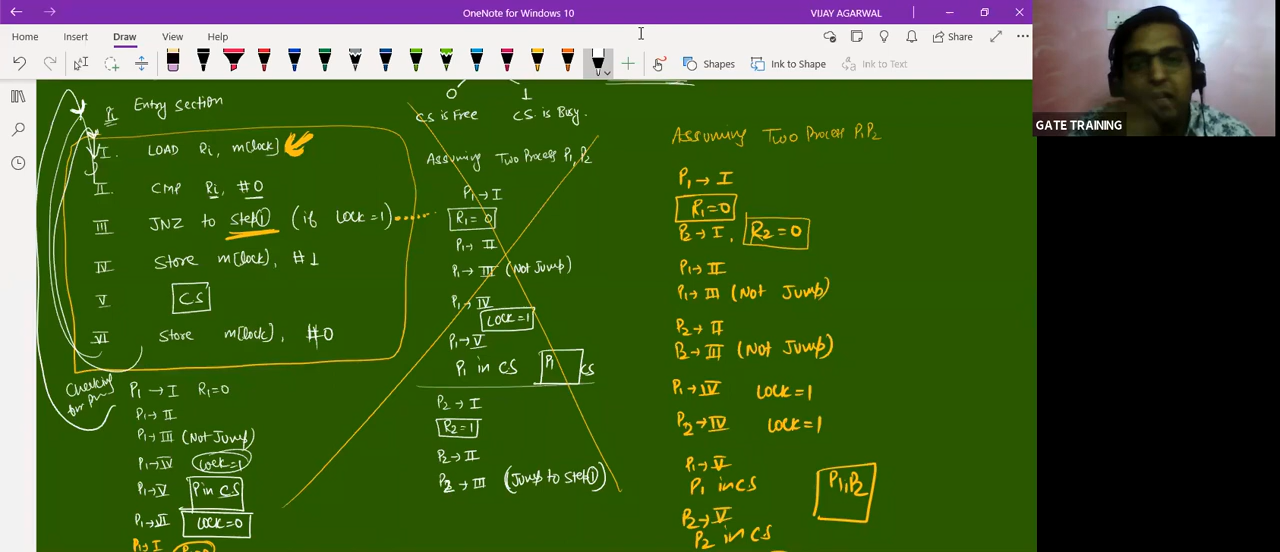 OneNote for Windows 10
VIJAY AGARWAL
Home Insert Draw View Help
Share
Shapes
Ink to Shape
Ink to Text
GATE TRAINING
Pi Entry section
I. LOAD Ri, m[lock]
II. CMP Ri, #0
III JNZ to step① (if LOCK=1)
IV Store m[lock], #1
V CS
VI Store m[lock], #0
Checking for
P1 → I R1=0
P1→ II
P1→ III (Not Jump)
P1→ IV Lock=1
P1→ V P1 in CS
P1→ VI LOCK=0
P1→ I
0 1
CS is Free CS is Busy.
Assuming Two Process P1, P2
P1→ I
R1=0
P1→ II
P1→ III (Not Jump)
P1→ IV
LOCK=1
P1→ V
P1 in CS P1 CS
P2→ I
R2=1
P2→ II
P2→ III (Jump to Step①)
Assuming Two Process P1, P2
P1→ I
R1=0
P2→ I, R2=0
P1→ II
P1→ III (Not Jump)
P2→ II
P2→ III (Not Jump)
P1→ IV LOCK=1
P2→ IV LOCK=1
P1→ V
P1 in CS P1, P2
P2→ V
P2 in CS